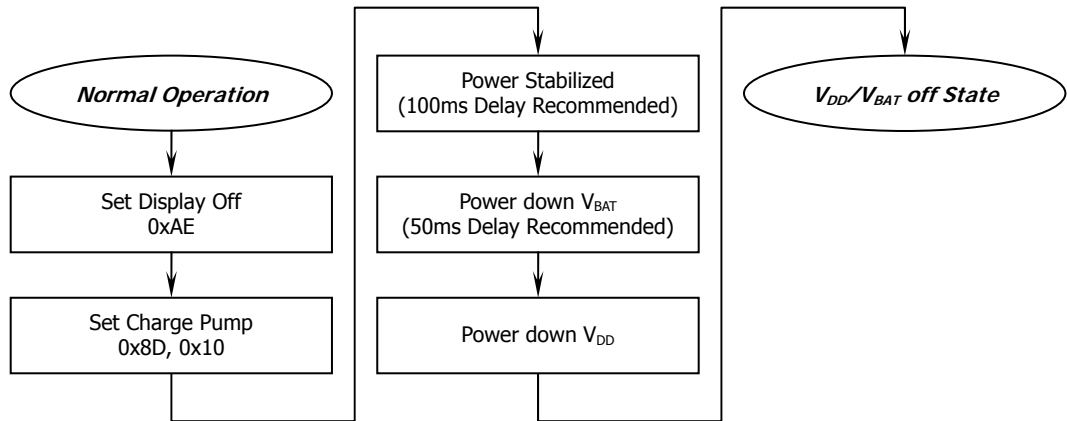 Normal Operation
Set Display Off
0xAE
Set Charge Pump
0x8D, 0x10
Power Stabilized
(100ms Delay Recommended)
Power down VBAT
(50ms Delay Recommended)
Power down VDD
VDD/VBAT off State